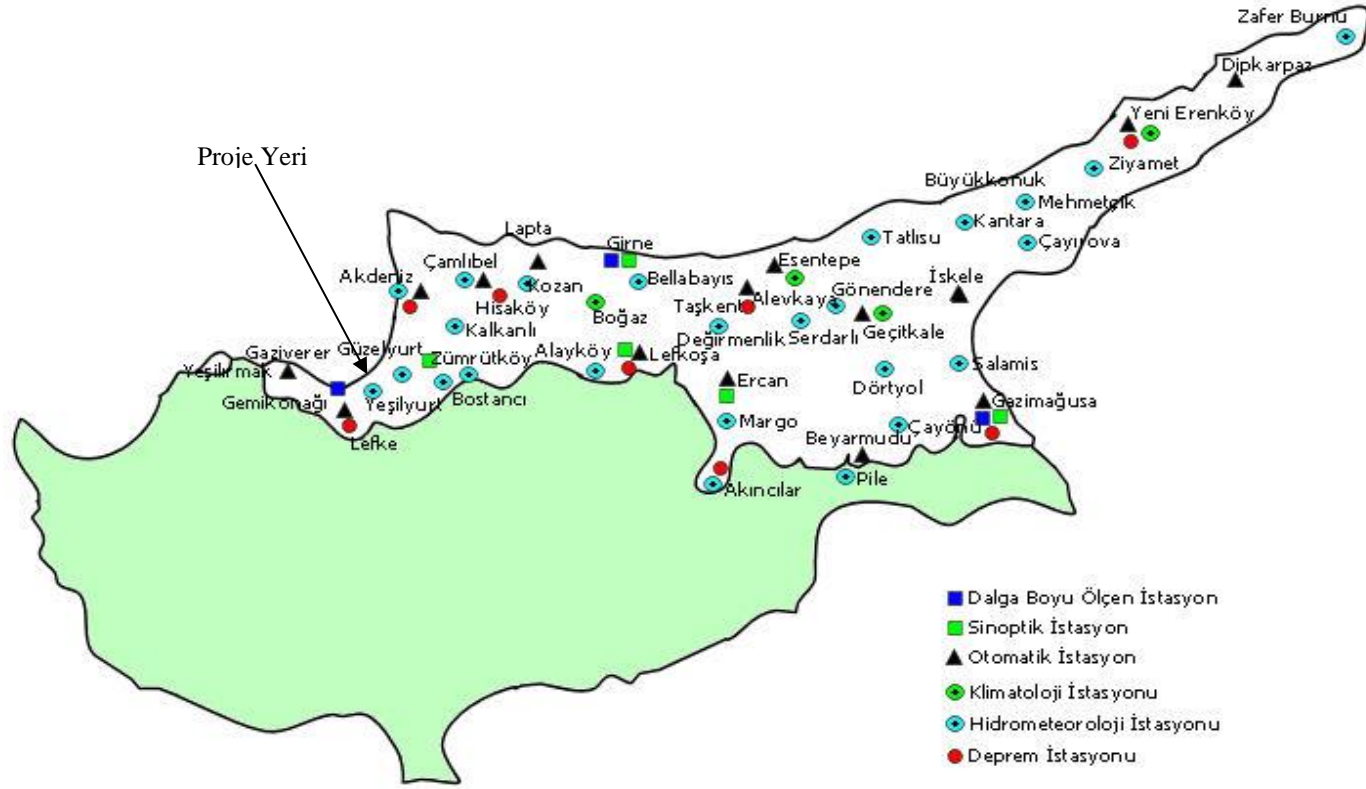 Zafer Burnu
Dipkarpaz
Yeni Erenköy
Proje Yeri
Ziyamet
Büyükkonuk
Mehmetçik
Kantara
Lapta
Girne
Tatlısu
Çayırova
Çamlıbel
Esentepe
Akdeniz
Kozan
Bellabayıs
İskele
Hisaköy
Taşkent
Alevkaya
Gönendere
Boğaz
Kalkanlı
Değirmenlik
Serdarlı
Geçitkale
Gaziverer
Güzelyurt
Zümrütköy
Alayköy
Lefkoşa
Yeşilırmak
Salamis
Ercan
Dörtyol
Gemikonağı
Yeşilyurt
Bostancı
Gazimağusa
Margo
Çayönü
Lefke
Beyarmudu
Akıncılar
Pile
Dalga Boyu Ölçen İstasyon
Sinoptik İstasyon
Otomatik İstasyon
Klimatoloji İstasyonu
Hidrometeoroloji İstasyonu
Deprem İstasyonu